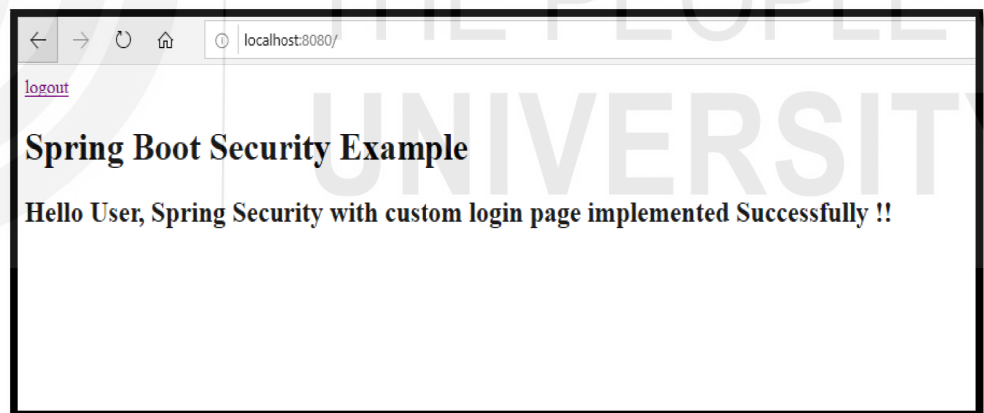 THE PEOPLE
localhost:8080/
logout
UNIVERSITY
Spring Boot Security Example
Hello User, Spring Security with custom login page implemented Successfully !!